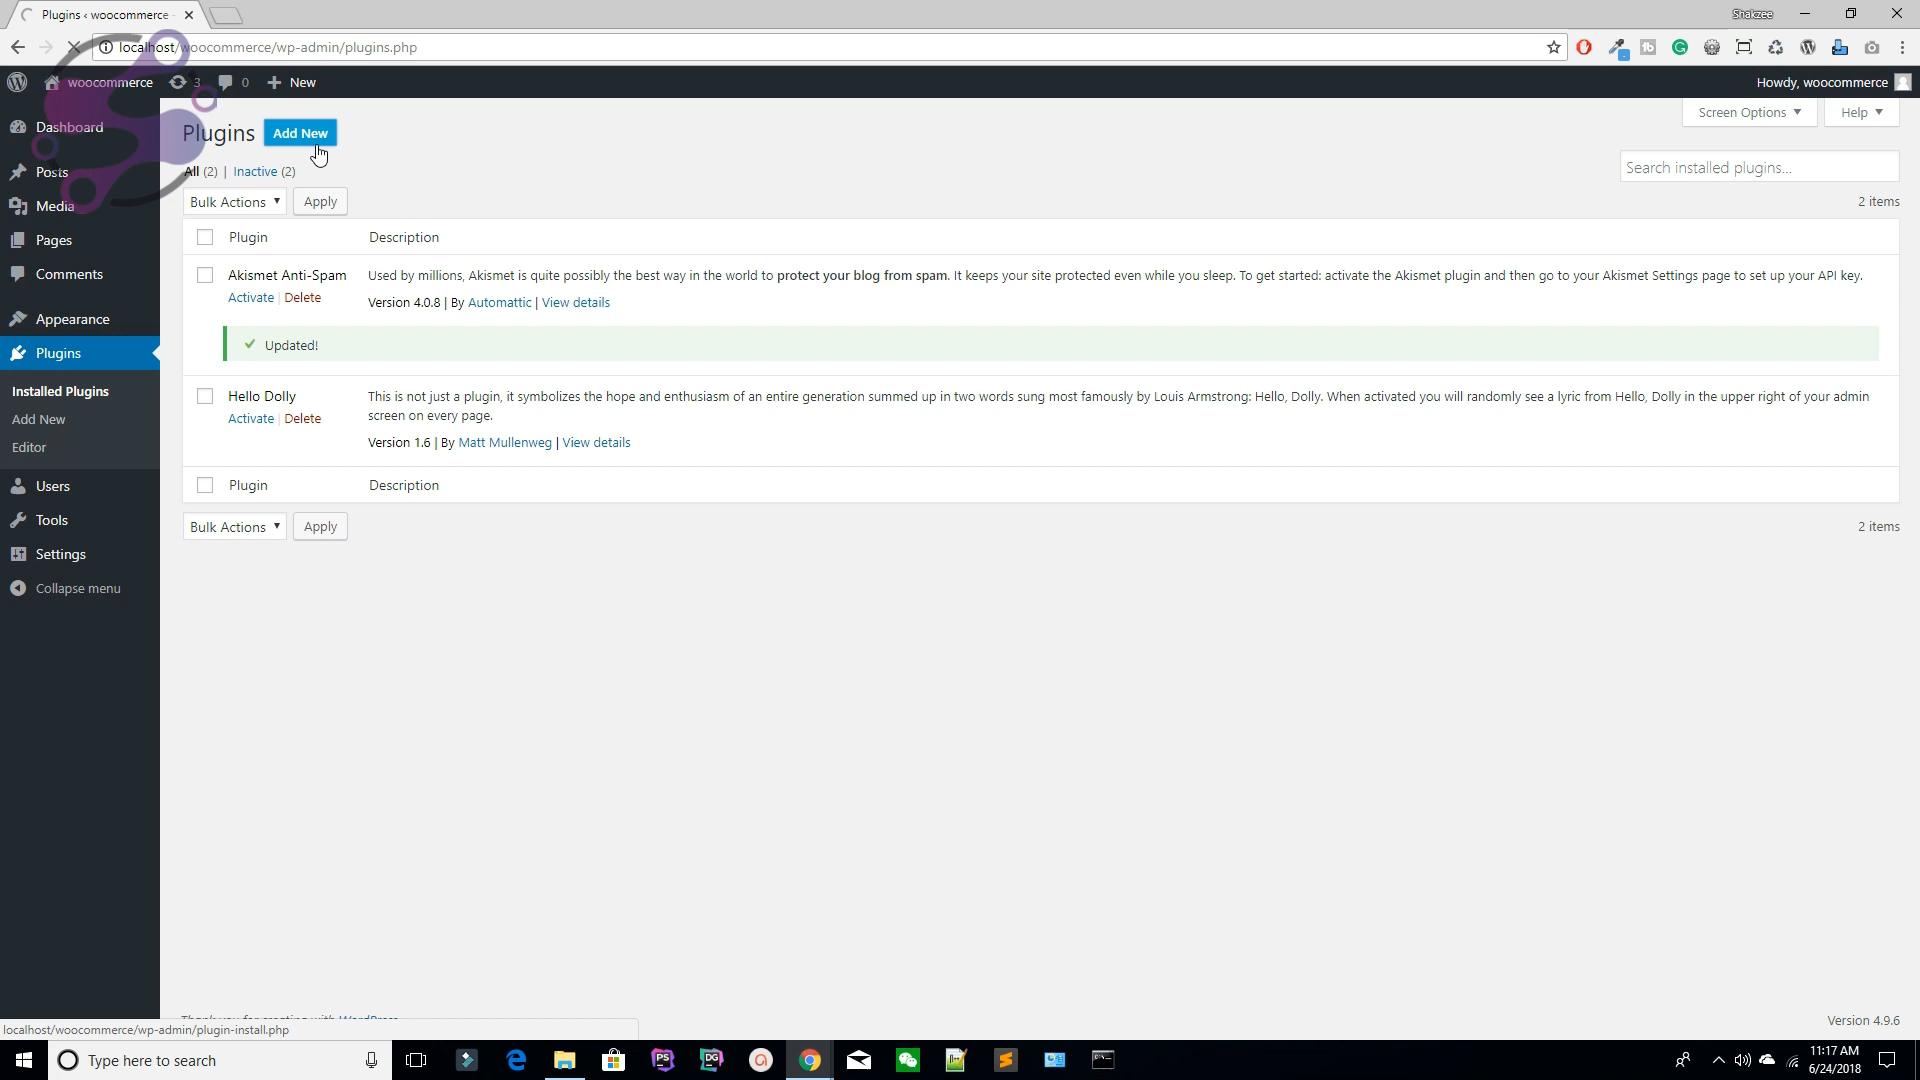 Plugins ‹ woocommerce
Shakzee
localhost/woocommerce/wp-admin/plugins.php
woocommerce 3 0 New
Howdy, woocommerce
Dashboard
Posts
Media
Pages
Comments
Appearance
Plugins
Installed Plugins
Add New
Editor
Users
Tools
Settings
Collapse menu
Plugins Add New
Screen Options Help
All (2) | Inactive (2)
Search installed plugins...
Bulk Actions Apply
2 items
Plugin Description
Akismet Anti-Spam
Activate | Delete
Used by millions, Akismet is quite possibly the best way in the world to protect your blog from spam. It keeps your site protected even while you sleep. To get started: activate the Akismet plugin and then go to your Akismet Settings page to set up your API key.
Version 4.0.8 | By Automattic | View details
Updated!
Hello Dolly
Activate | Delete
This is not just a plugin, it symbolizes the hope and enthusiasm of an entire generation summed up in two words sung most famously by Louis Armstrong: Hello, Dolly. When activated you will randomly see a lyric from Hello, Dolly in the upper right of your admin
screen on every page.
Version 1.6 | By Matt Mullenweg | View details
Plugin Description
Bulk Actions Apply
2 items
Thank you for creating with WordPress
Version 4.9.6
localhost/woocommerce/wp-admin/plugin-install.php
Type here to search
PS
DG
11:17 AM
6/24/2018